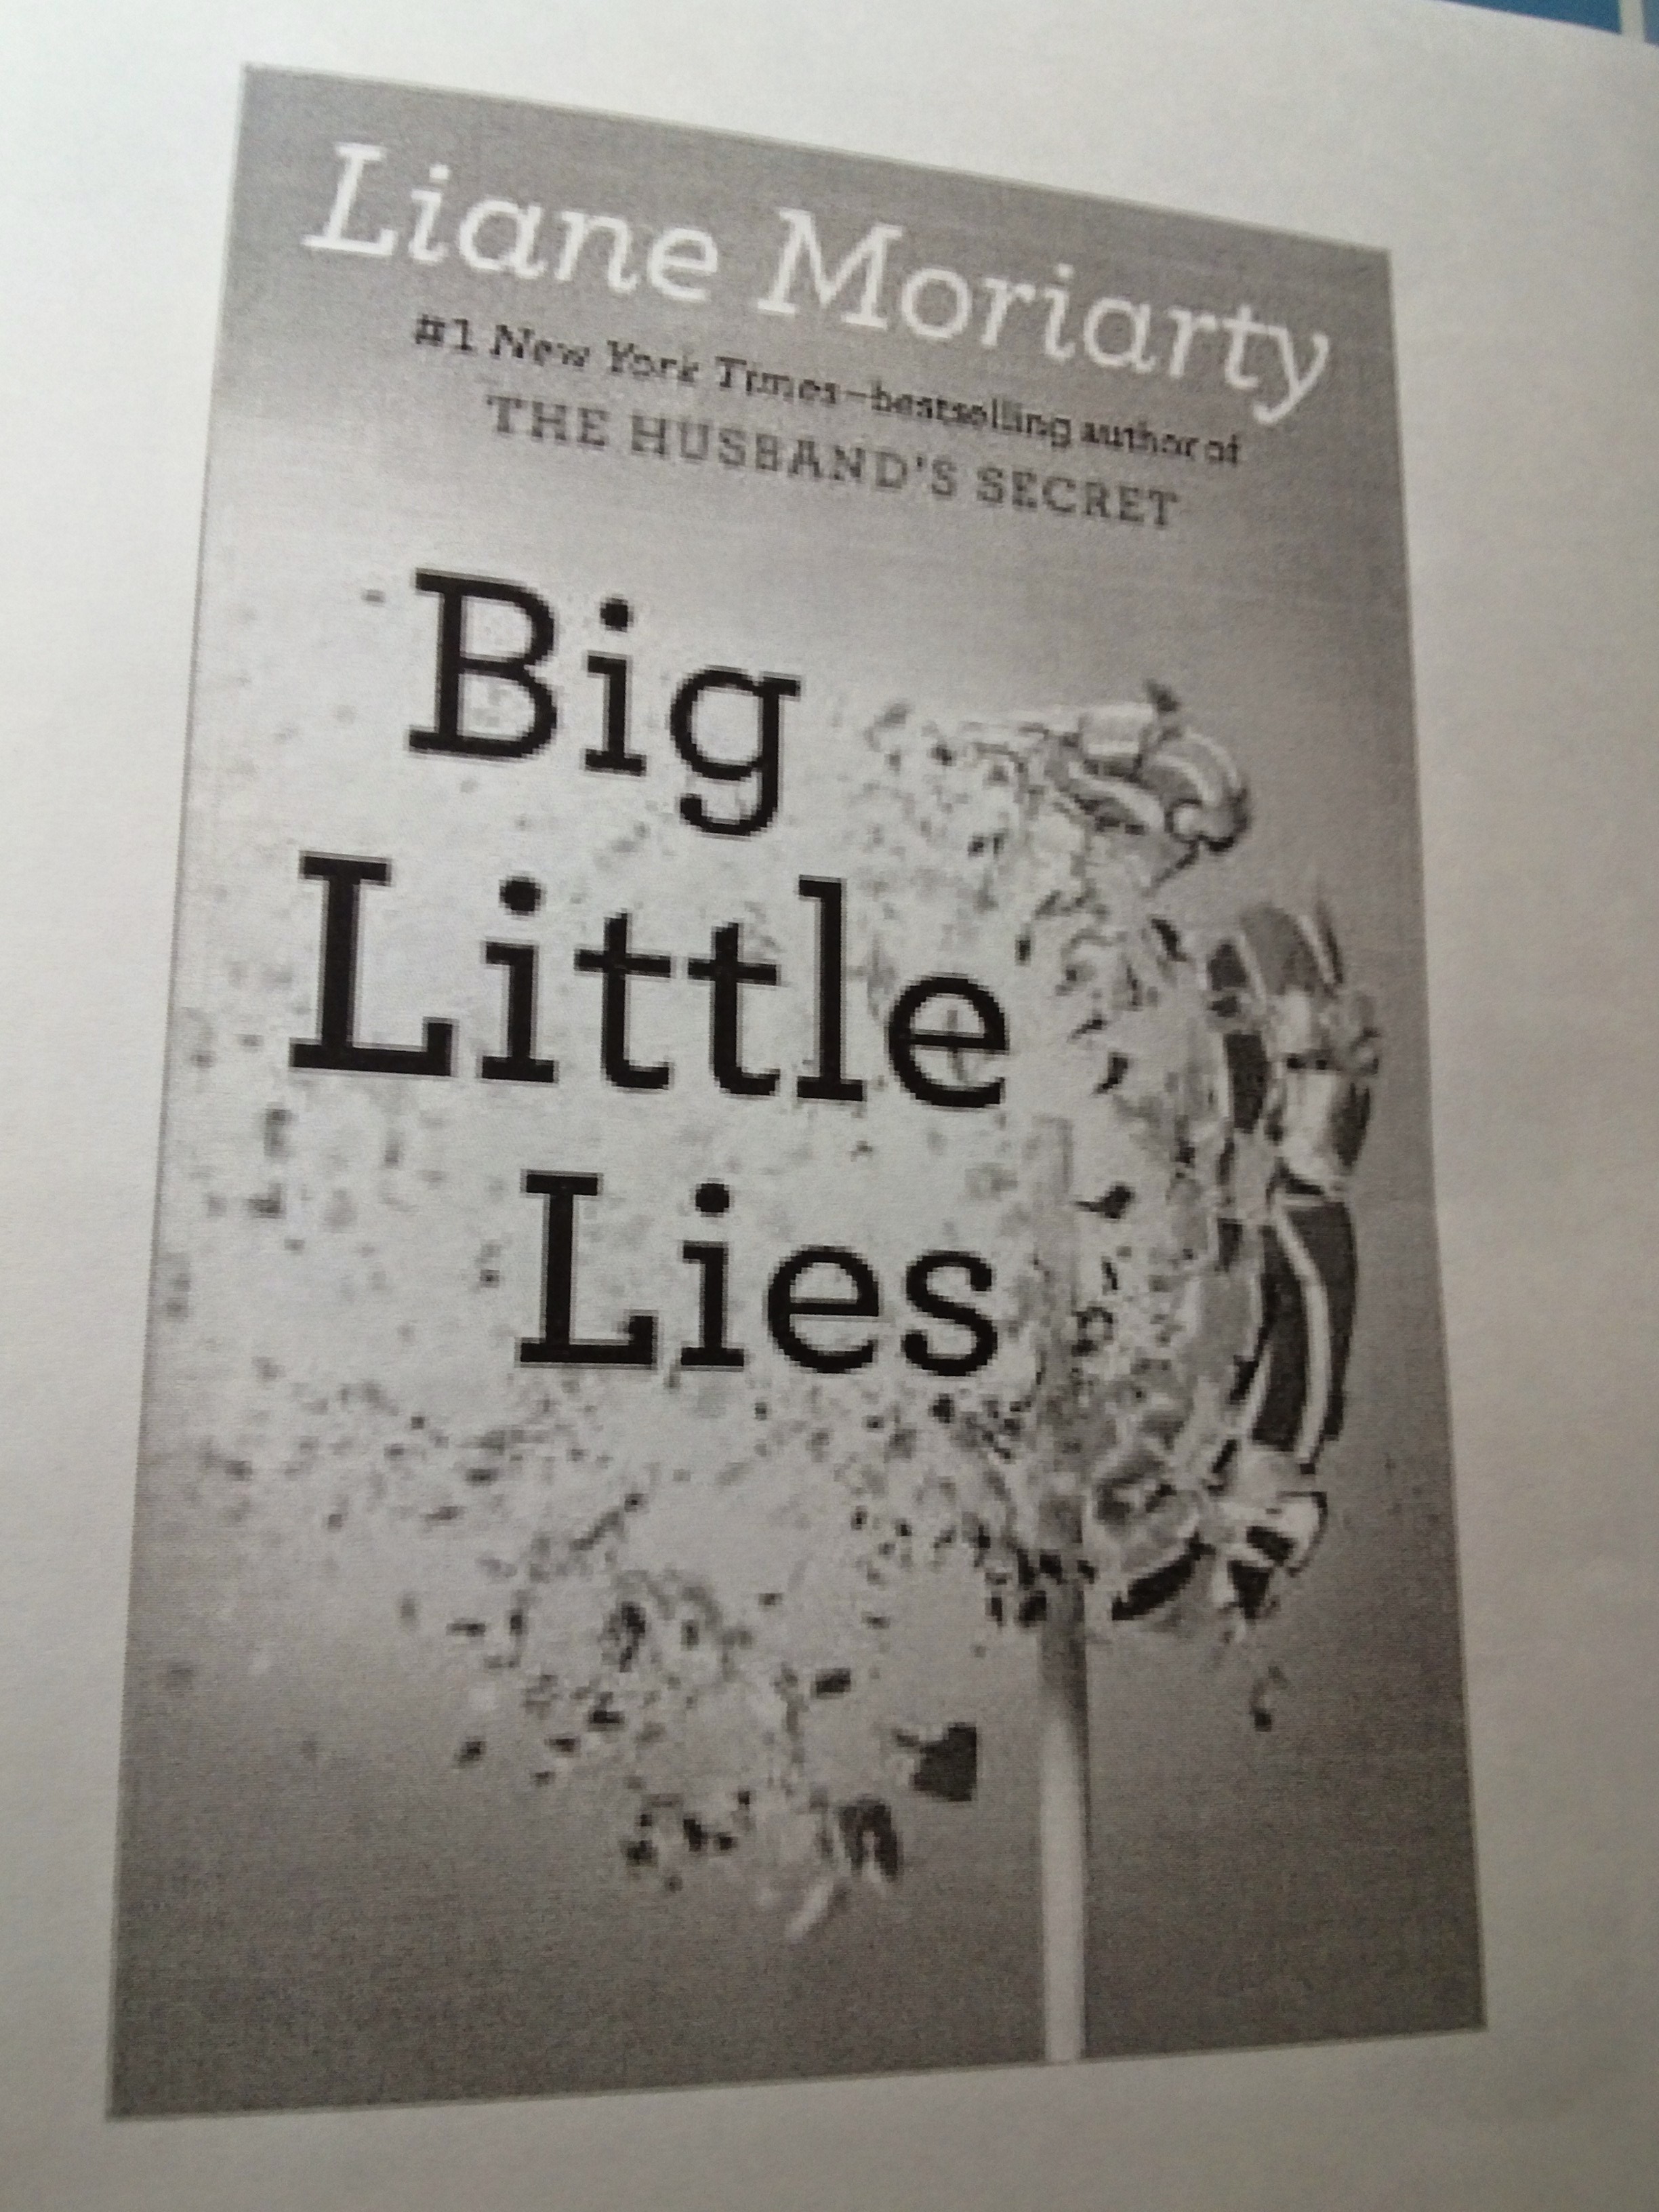 Liane Moriarty
#1 New York Times–bestselling author of
THE HUSBAND'S SECRET
Big
Little
Lies